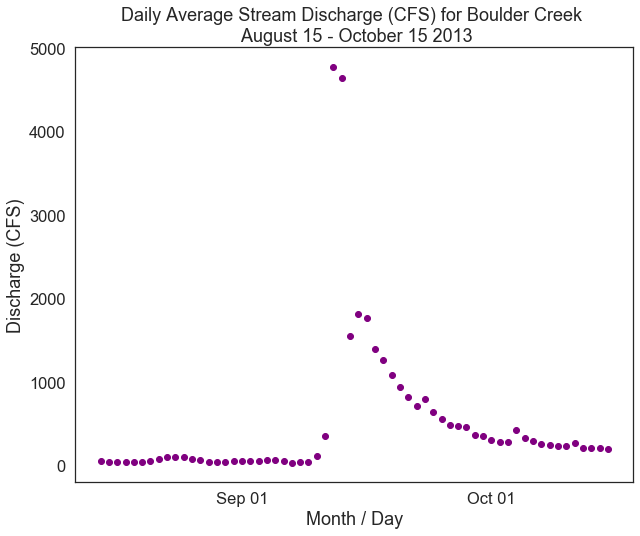 Daily Average Stream Discharge (CFS) for Boulder Creek
August 15 - October 15 2013
5000
4000
3000
2000
1000
0
Discharge (CFS)
Sep 01 Oct 01
Month / Day